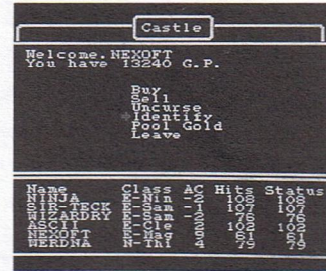 Castle
Welcome.NEXOFT
You have 13240 G.P.
Buy
Sell
Uncurse
Identify
Pool Gold
Leave
Name Class AC Hits Status
NINJA E-Nin -2 108 108
SIR-TECK E-Sam -1 107 107
WIZARDRY E-Sam -2 76 76
ASCII E-Cle 2 102 102
NEXOFT E-Mag 8 61 61
WERDNA N-Thi 4 79 79